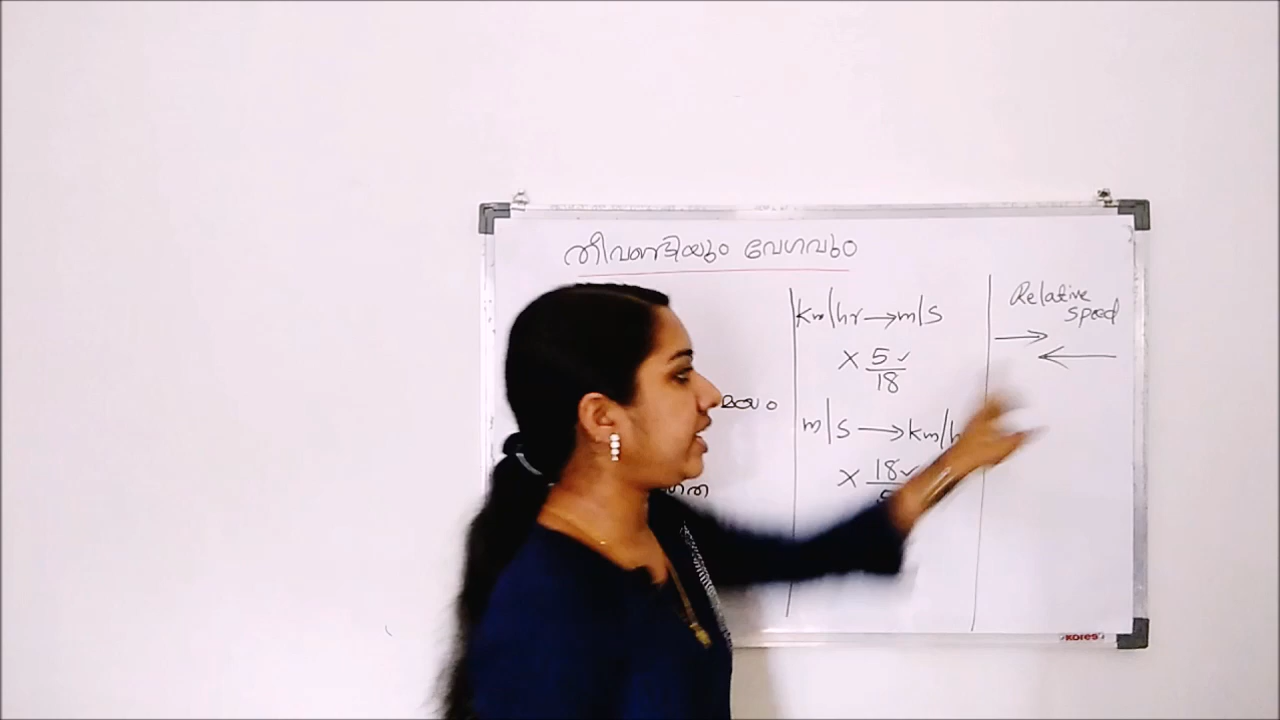 തീവണ്ടിയും വേഗവും
km/hr → m/s
× 5/18
m/s → km/h
× 18
Relative
speed
KORES